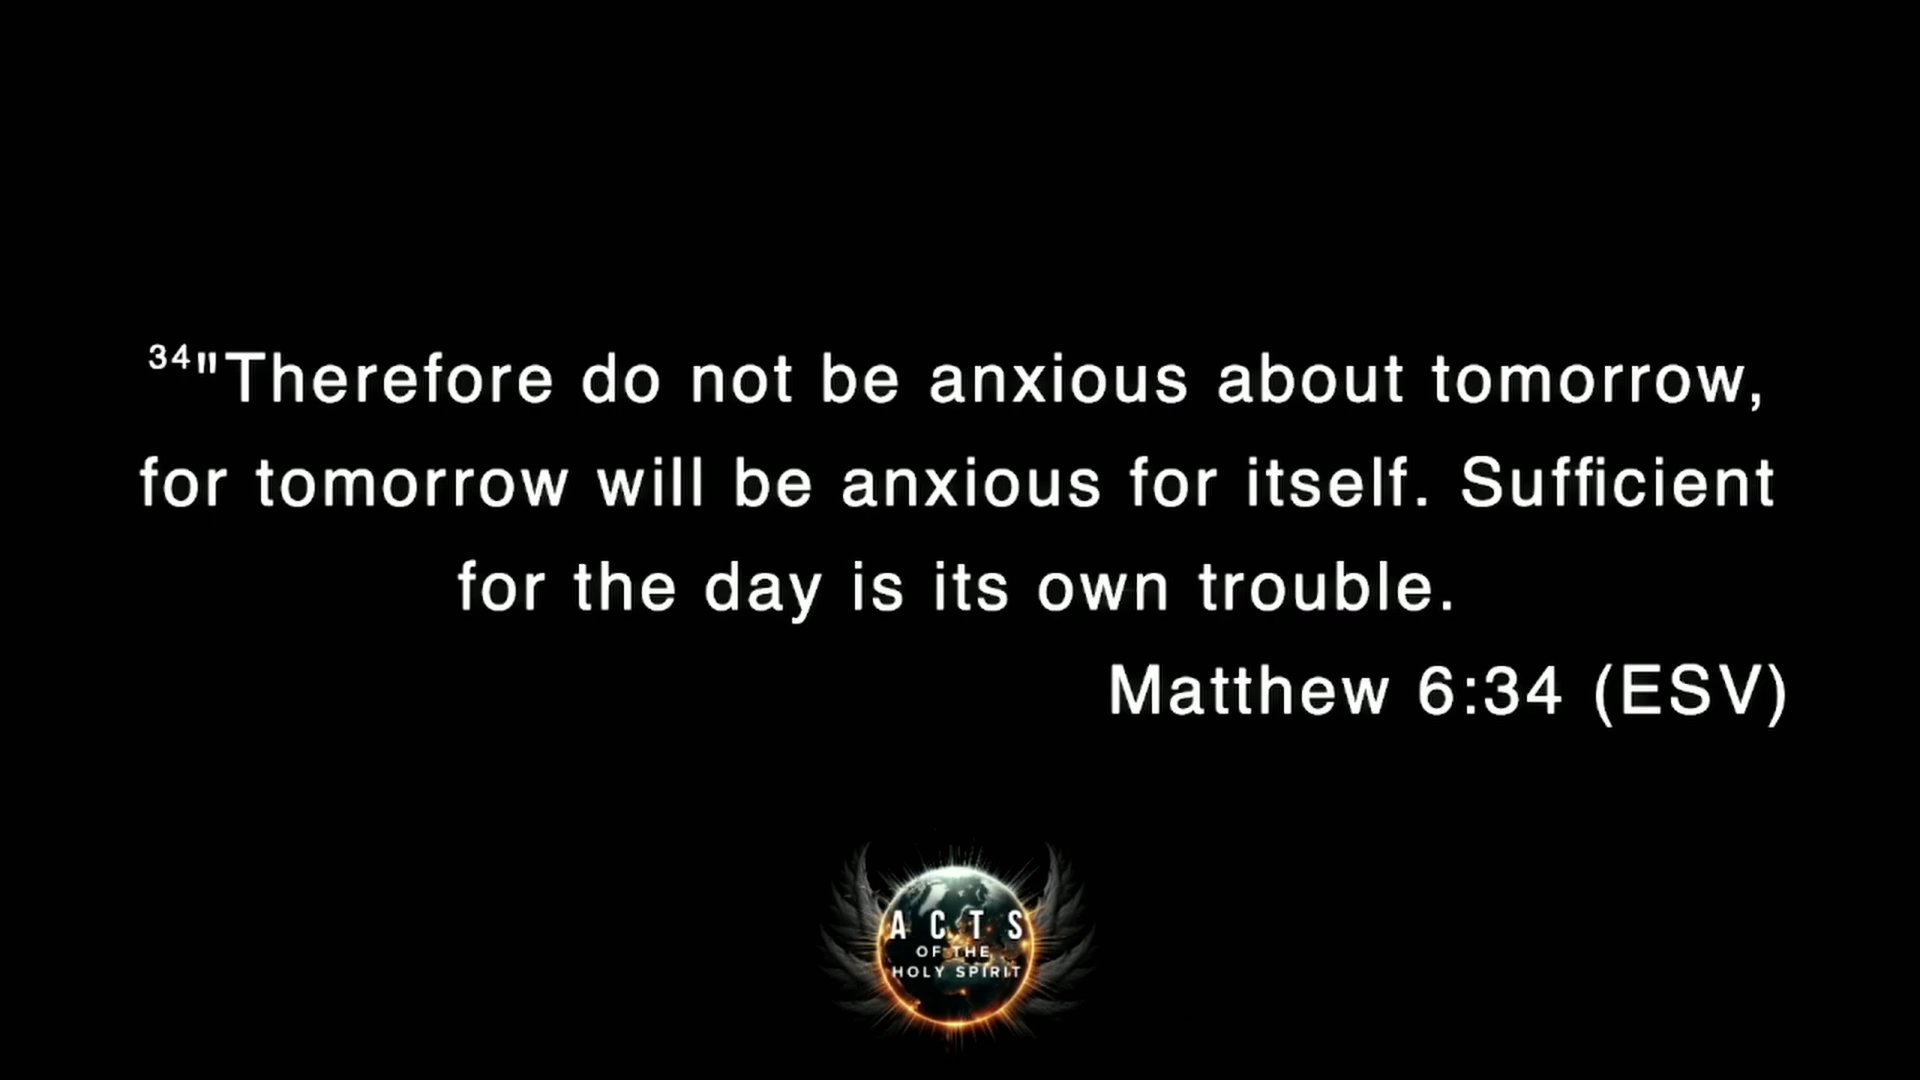 ³⁴"Therefore do not be anxious about tomorrow,
for tomorrow will be anxious for itself. Sufficient
for the day is its own trouble.
Matthew 6:34 (ESV)
ACTS
OF THE
HOLY SPIRIT